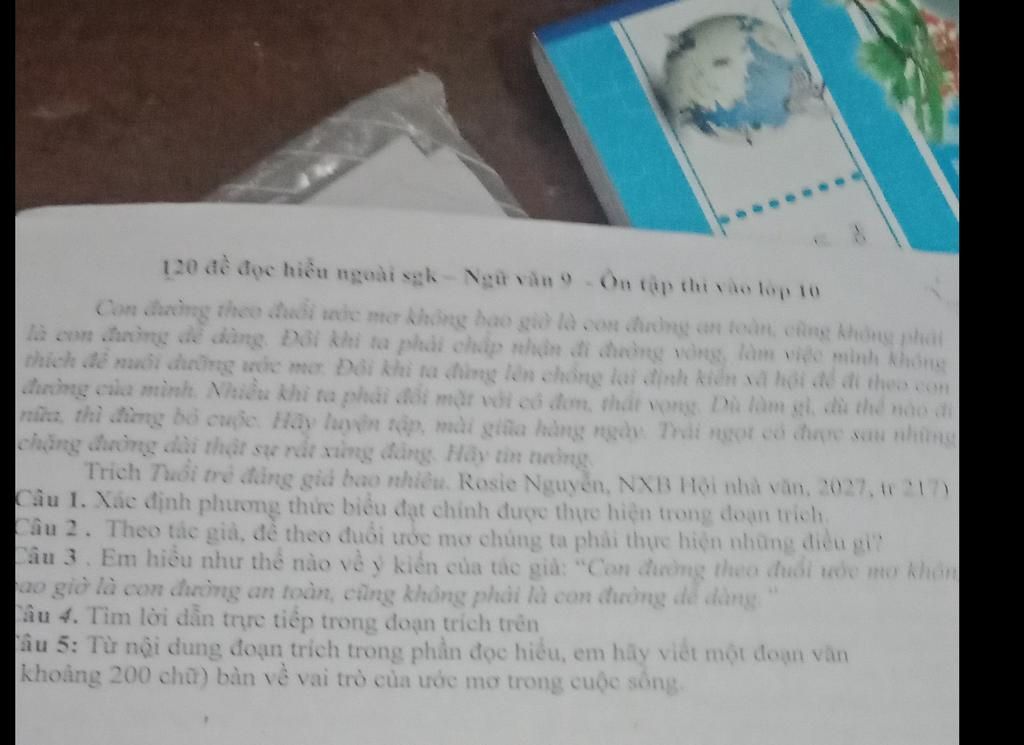 120 đề đọc hiểu ngoài sgk – Ngữ văn 9 - Ôn tập thi vào lớp 10
Con đường theo đuổi ước mơ không bao giờ là con đường an toàn, cũng không phải
là con đường dễ dàng. Đôi khi ta phải chấp nhận đi đường vòng, làm việc mình không
thích để nuôi dưỡng ước mơ. Đôi khi ta đứng lên chống lại định kiến xã hội để đi theo con
đường của mình. Nhiều khi ta phải đối mặt với cô đơn, thất vọng. Dù làm gì, dù thế nào đi
nữa, thì đừng bỏ cuộc. Hãy luyện tập, mài giũa hàng ngày. Trái ngọt có được sau những
chặng đường dài thật sự rất xứng đáng. Hãy tin tưởng.
Trích Tuổi trẻ đáng giá bao nhiêu. Rosie Nguyễn, NXB Hội nhà văn, 2027, tr 217)
Câu 1. Xác định phương thức biểu đạt chính được thực hiện trong đoạn trích.
Câu 2 . Theo tác giả, để theo đuổi ước mơ chúng ta phải thực hiện những điều gì?
Câu 3 . Em hiểu như thế nào về ý kiến của tác giả: “Con đường theo đuổi ước mơ khôn
bao giờ là con đường an toàn, cũng không phải là con đường dễ dàng.”
Câu 4. Tìm lời dẫn trực tiếp trong đoạn trích trên
Câu 5: Từ nội dung đoạn trích trong phần đọc hiểu, em hãy viết một đoạn văn
khoảng 200 chữ) bàn về vai trò của ước mơ trong cuộc sống.